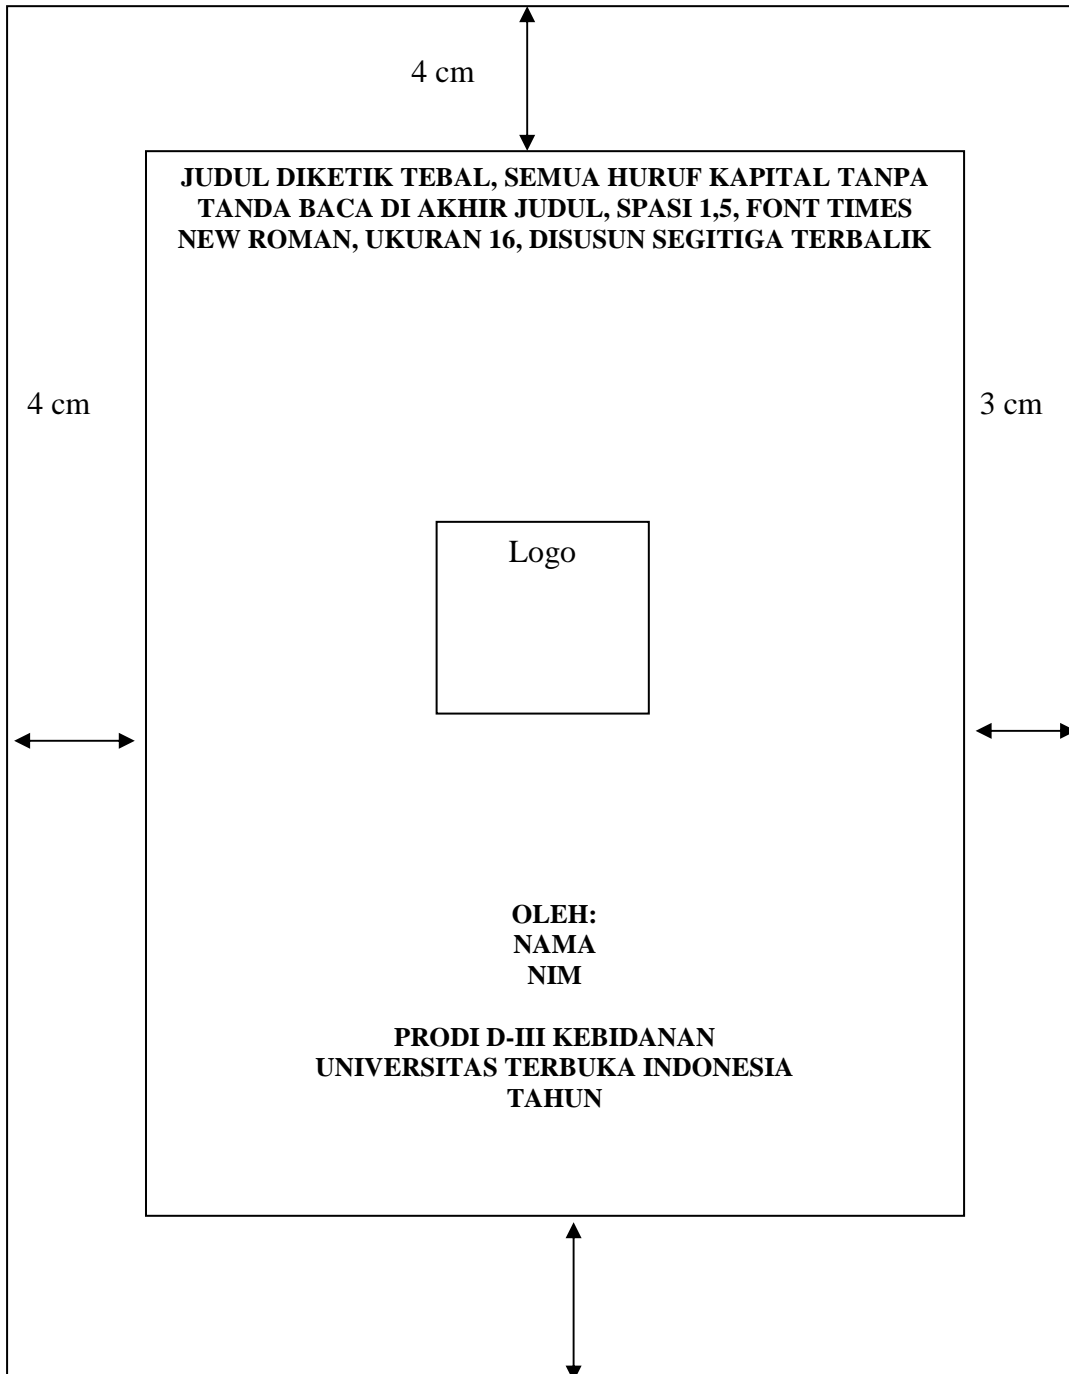 4 cm
JUDUL DIKETIK TEBAL, SEMUA HURUF KAPITAL TANPA
TANDA BACA DI AKHIR JUDUL, SPASI 1,5, FONT TIMES
NEW ROMAN, UKURAN 16, DISUSUN SEGITIGA TERBALIK
4 cm
3 cm
Logo
OLEH:
NAMA
NIM
PRODI D-III KEBIDANAN
UNIVERSITAS TERBUKA INDONESIA
TAHUN